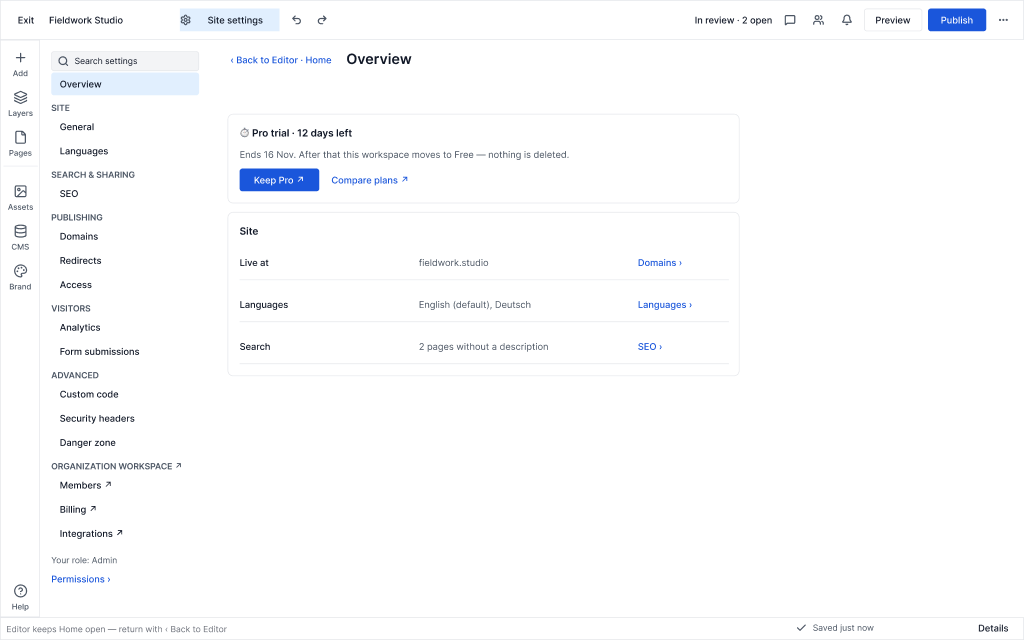 Exit
Fieldwork Studio
Site settings
In review · 2 open
Preview
Publish
Add
Layers
Pages
Assets
CMS
Brand
Help
Search settings
Overview
SITE
General
Languages
SEARCH & SHARING
SEO
PUBLISHING
Domains
Redirects
Access
VISITORS
Analytics
Form submissions
ADVANCED
Custom code
Security headers
Danger zone
ORGANIZATION WORKSPACE ↗
Members ↗
Billing ↗
Integrations ↗
Your role: Admin
Permissions ›
‹ Back to Editor · Home
Overview
⏱ Pro trial · 12 days left
Ends 16 Nov. After that this workspace moves to Free — nothing is deleted.
Keep Pro ↗
Compare plans ↗
Site
Live at fieldwork.studio Domains ›
Languages English (default), Deutsch Languages ›
Search 2 pages without a description SEO ›
Editor keeps Home open — return with ‹ Back to Editor
Saved just now
Details